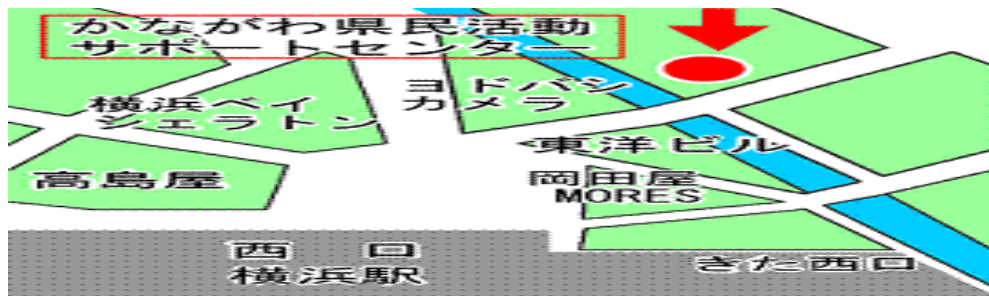 かながわ県民活動
サポートセンター
ヨドバシ
カメラ
横浜ベイ
シェラトン
東洋ビル
高島屋
岡田屋
MORES
西　口
横浜駅
きた西口